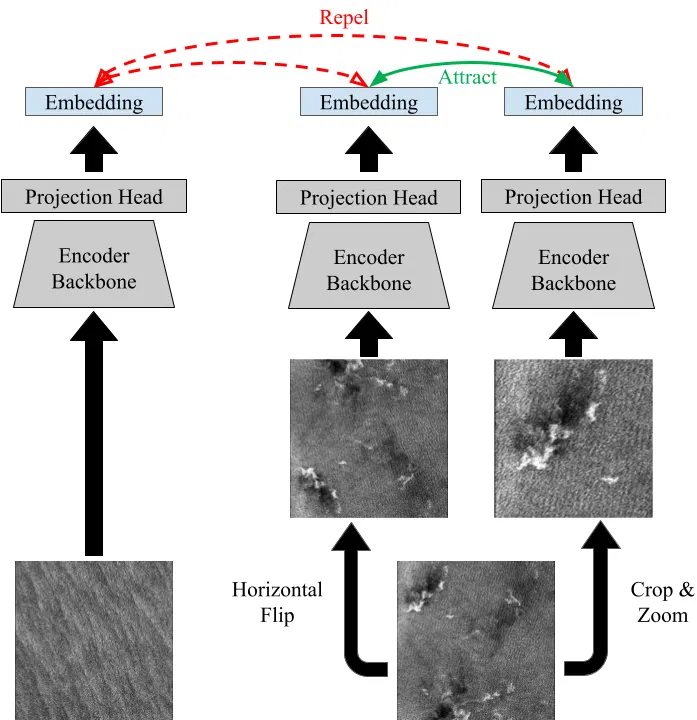 Repel
Attract
Embedding
Embedding
Embedding
Projection Head
Projection Head
Projection Head
Encoder
Backbone
Encoder
Backbone
Encoder
Backbone
Horizontal
Flip
Crop &
Zoom